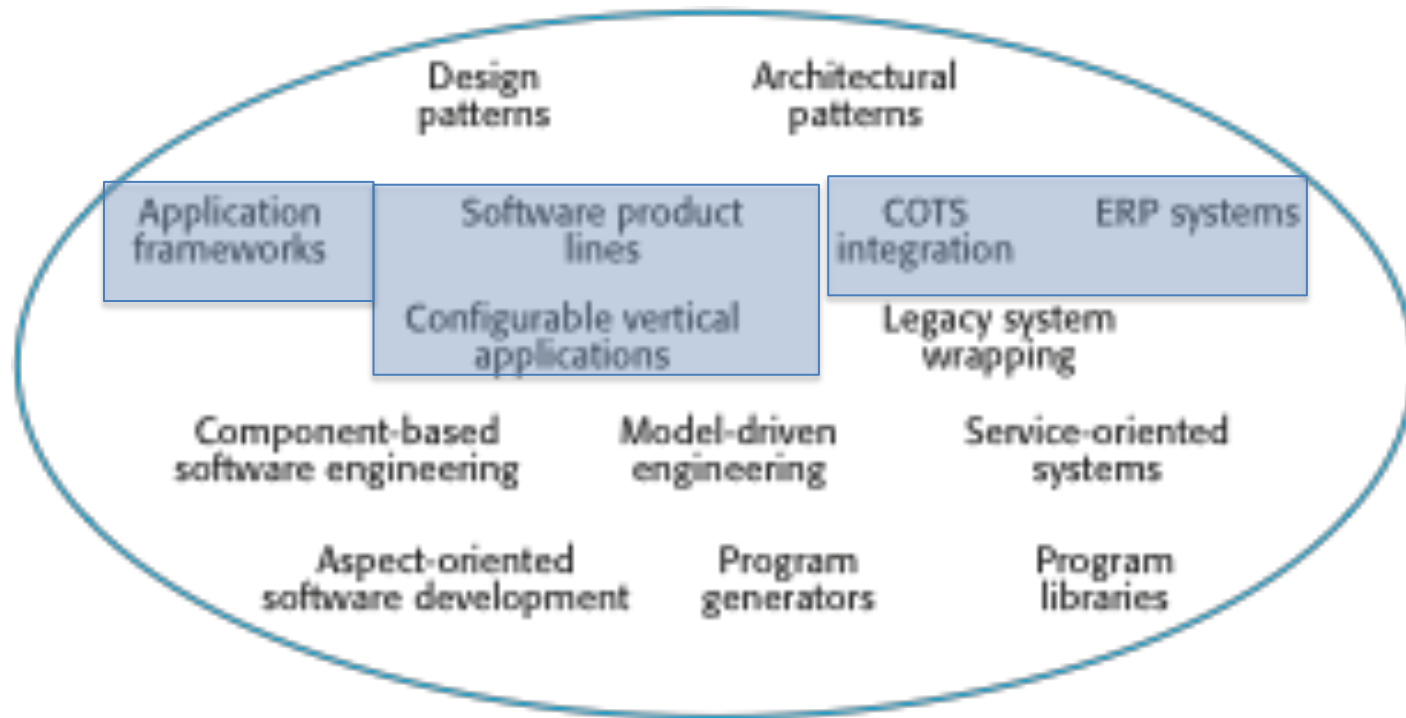 Design
patterns
Architectural
patterns
Application
frameworks
Software product
lines
COTS
integration
ERP systems
Configurable vertical
applications
Legacy system
wrapping
Component-based
software engineering
Model-driven
engineering
Service-oriented
systems
Aspect-oriented
software development
Program
generators
Program
libraries